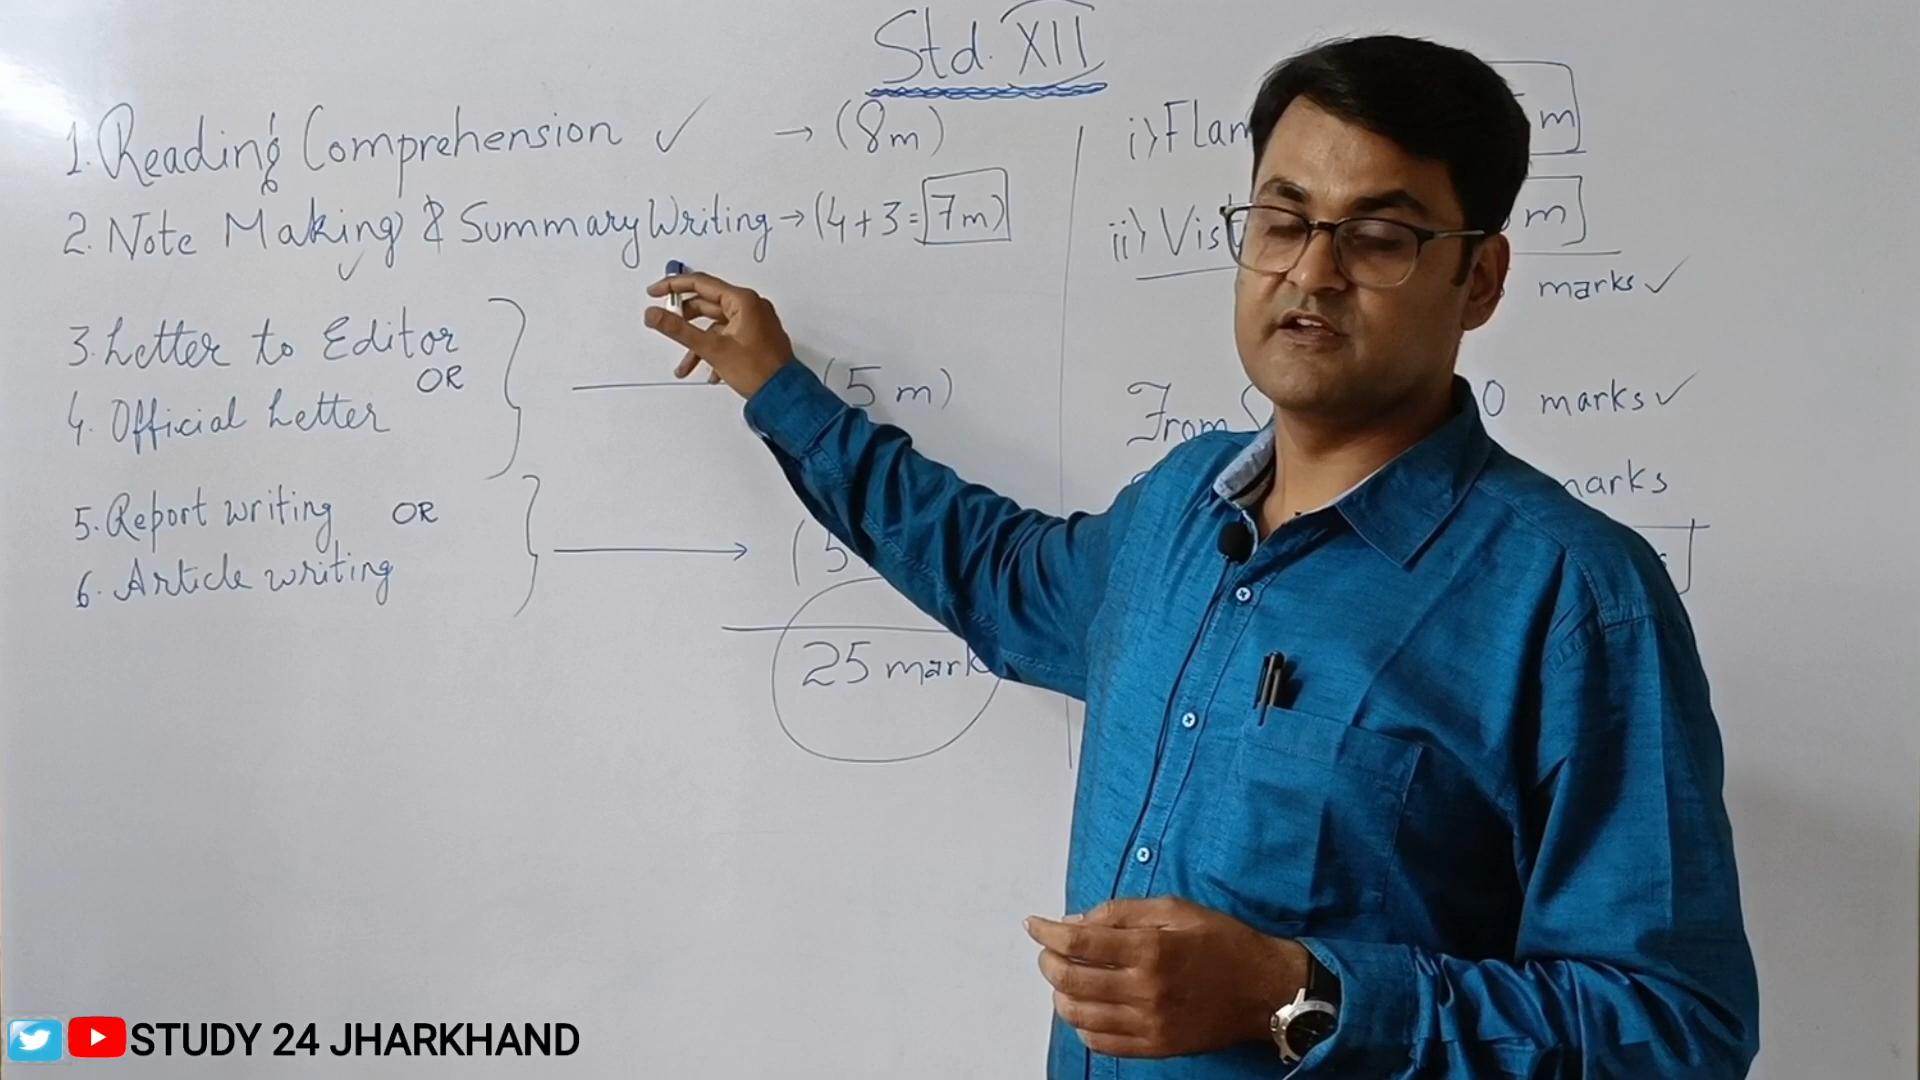 Std. XII
1. Reading Comprehension ✓ → (8m)
2. Note Making & Summary Writing → (4+3=7m)
3. Letter to Editor
OR
4. Official Letter
(5m)
5. Report writing OR
6. Article writing
(5
25 mark
i) Flam
m
ii) Vist
m
marks ✓
From
0 marks ✓
marks
STUDY 24 JHARKHAND